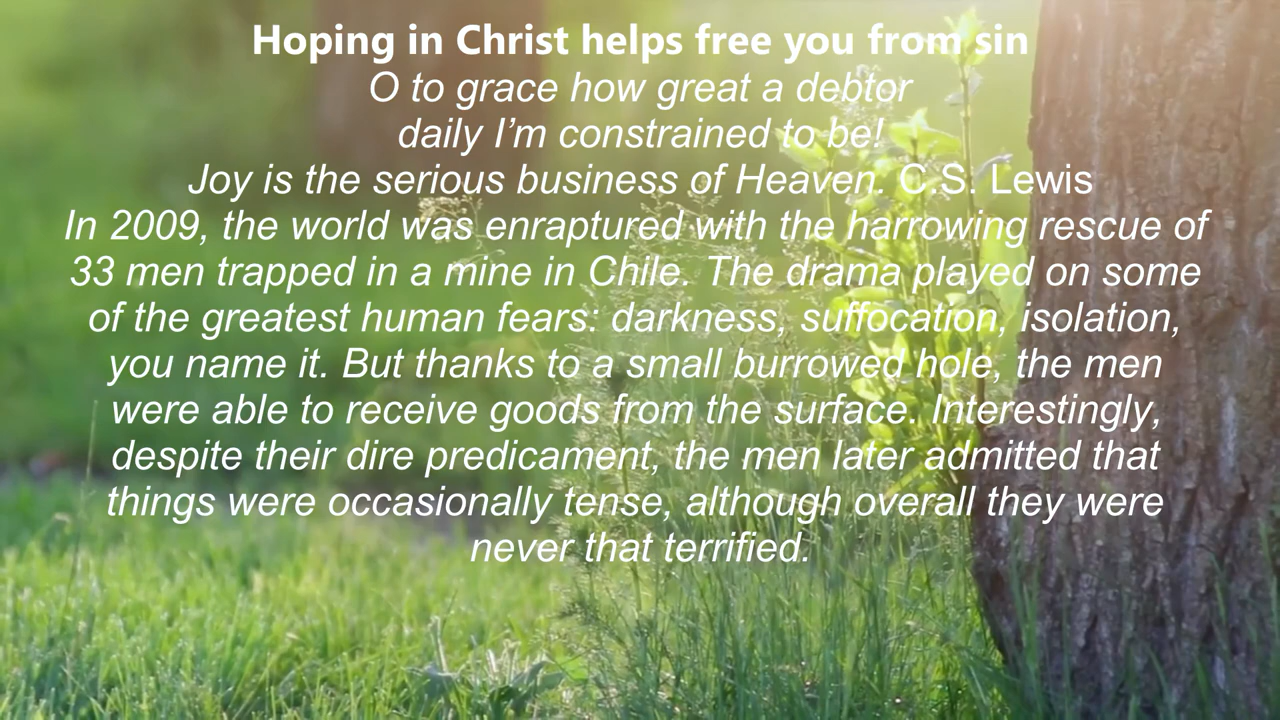 Hoping in Christ helps free you from sin
O to grace how great a debtor
daily I’m constrained to be!
Joy is the serious business of Heaven. C.S. Lewis
In 2009, the world was enraptured with the harrowing rescue of
33 men trapped in a mine in Chile. The drama played on some
of the greatest human fears: darkness, suffocation, isolation,
you name it. But thanks to a small burrowed hole, the men
were able to receive goods from the surface. Interestingly,
despite their dire predicament, the men later admitted that
things were occasionally tense, although overall they were
never that terrified.